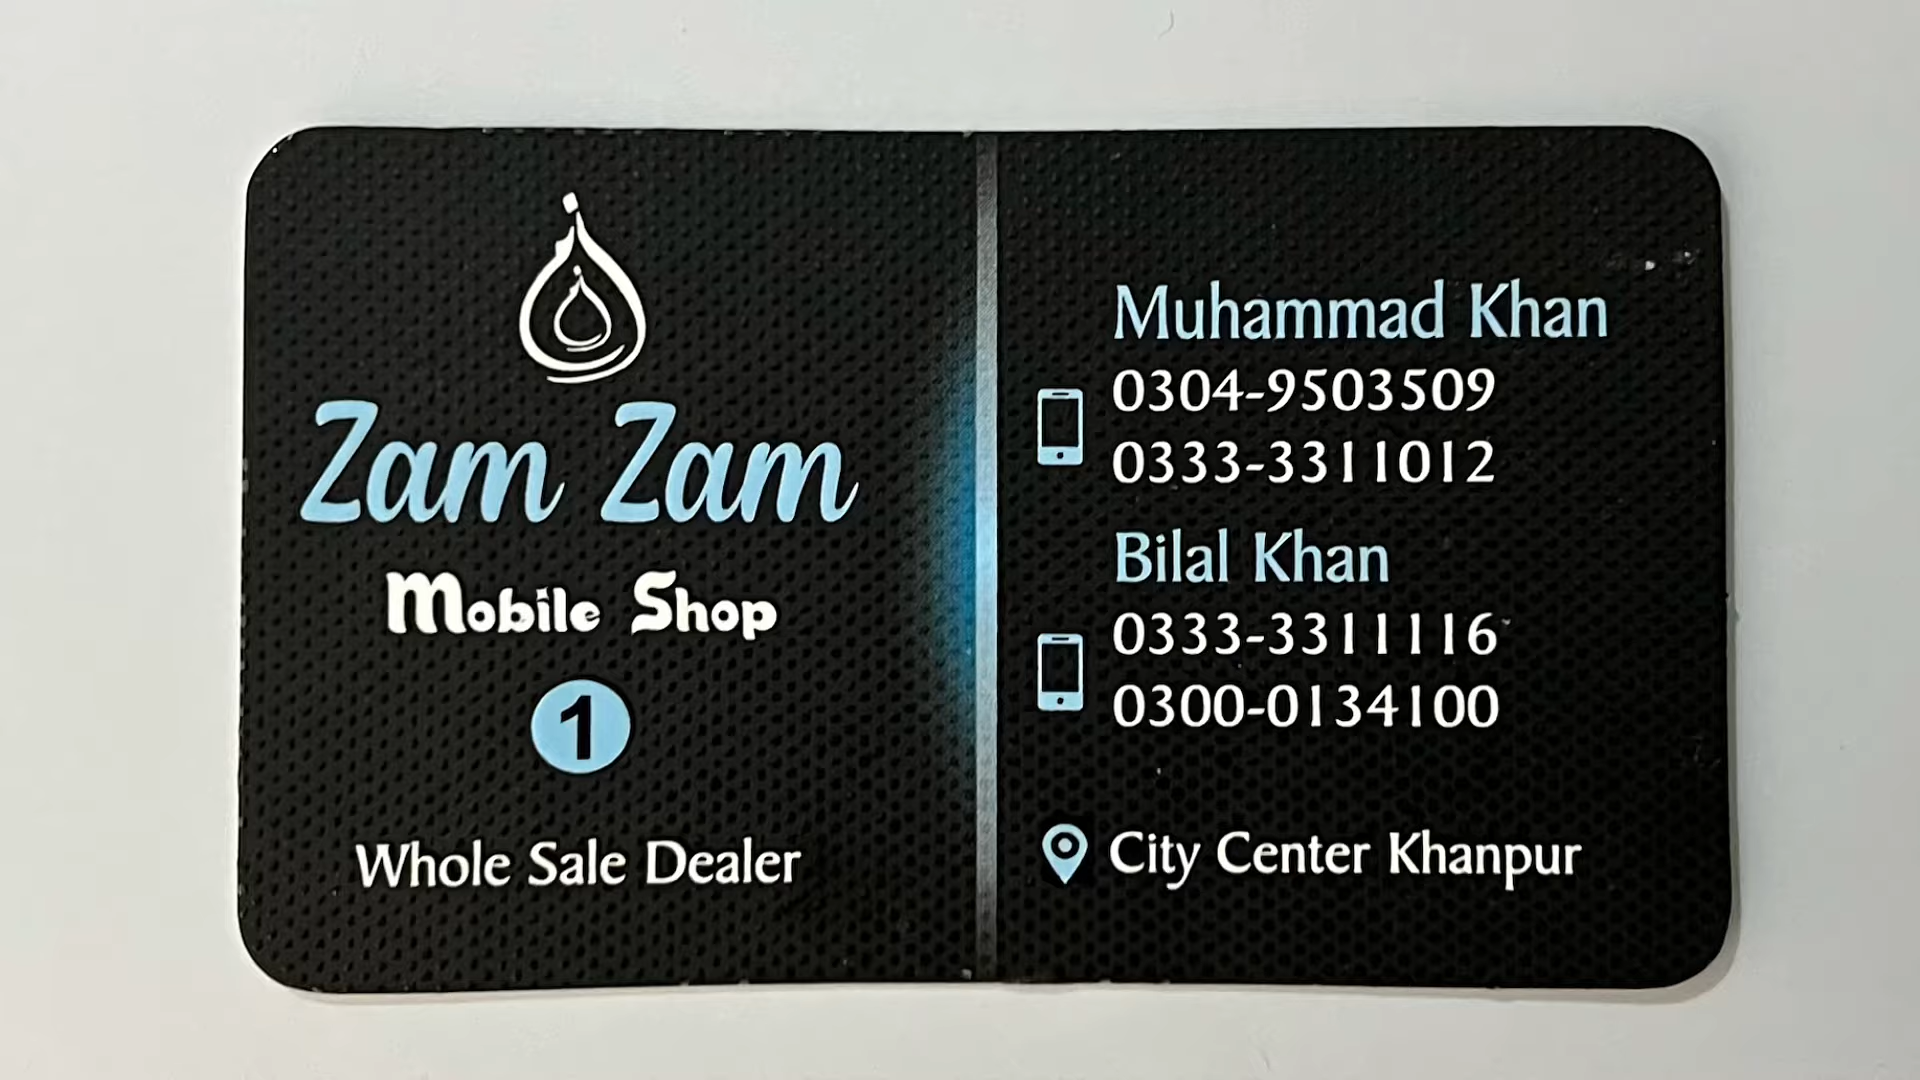 Zam Zam
Mobile Shop
1
Whole Sale Dealer
Muhammad Khan
0304-9503509
0333-3311012
Bilal Khan
0333-3311116
0300-0134100
City Center Khanpur